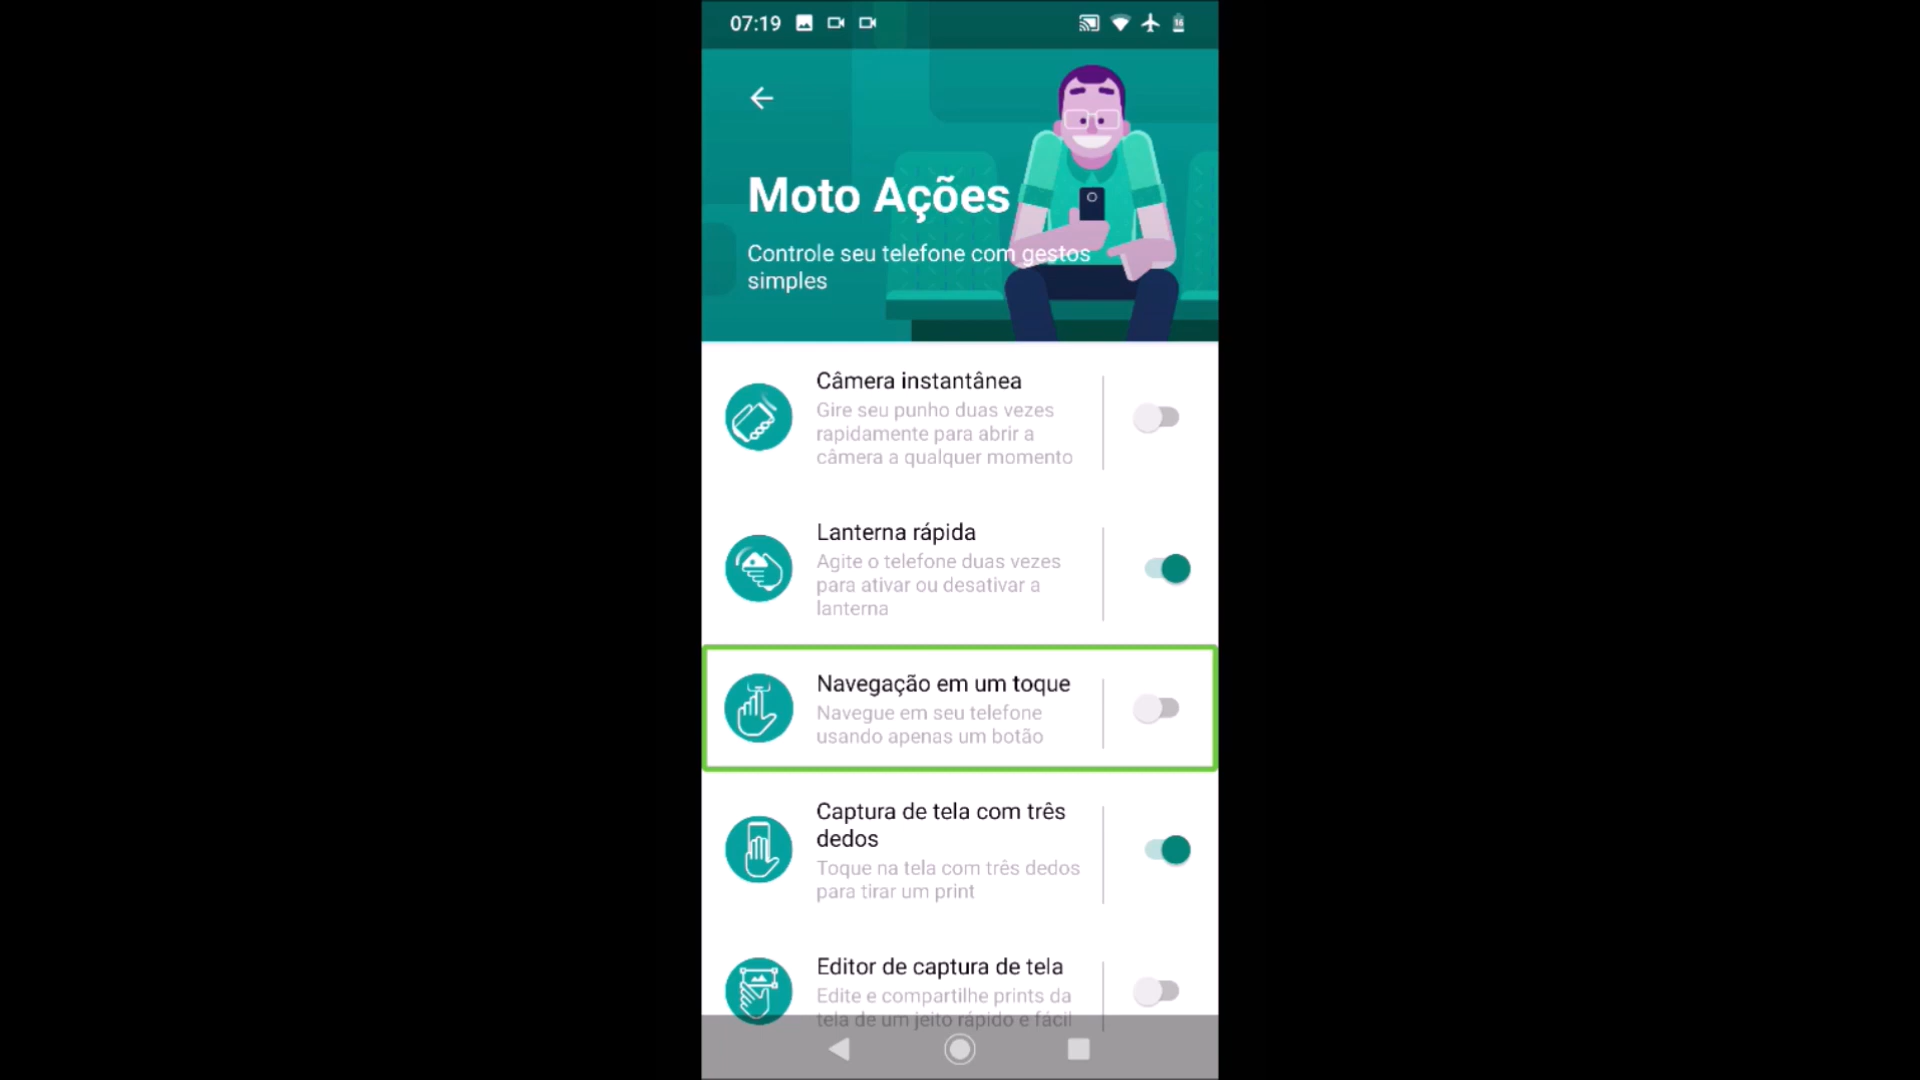 07:19
16
Moto Ações
Controle seu telefone com gestos
simples
Câmera instantânea
Gire seu punho duas vezes
rapidamente para abrir a
câmera a qualquer momento
Lanterna rápida
Agite o telefone duas vezes
para ativar ou desativar a
lanterna
Navegação em um toque
Navegue em seu telefone
usando apenas um botão
Captura de tela com três
dedos
Toque na tela com três dedos
para tirar um print
Editor de captura de tela
Edite e compartilhe prints da
tela de um jeito rápido e fácil